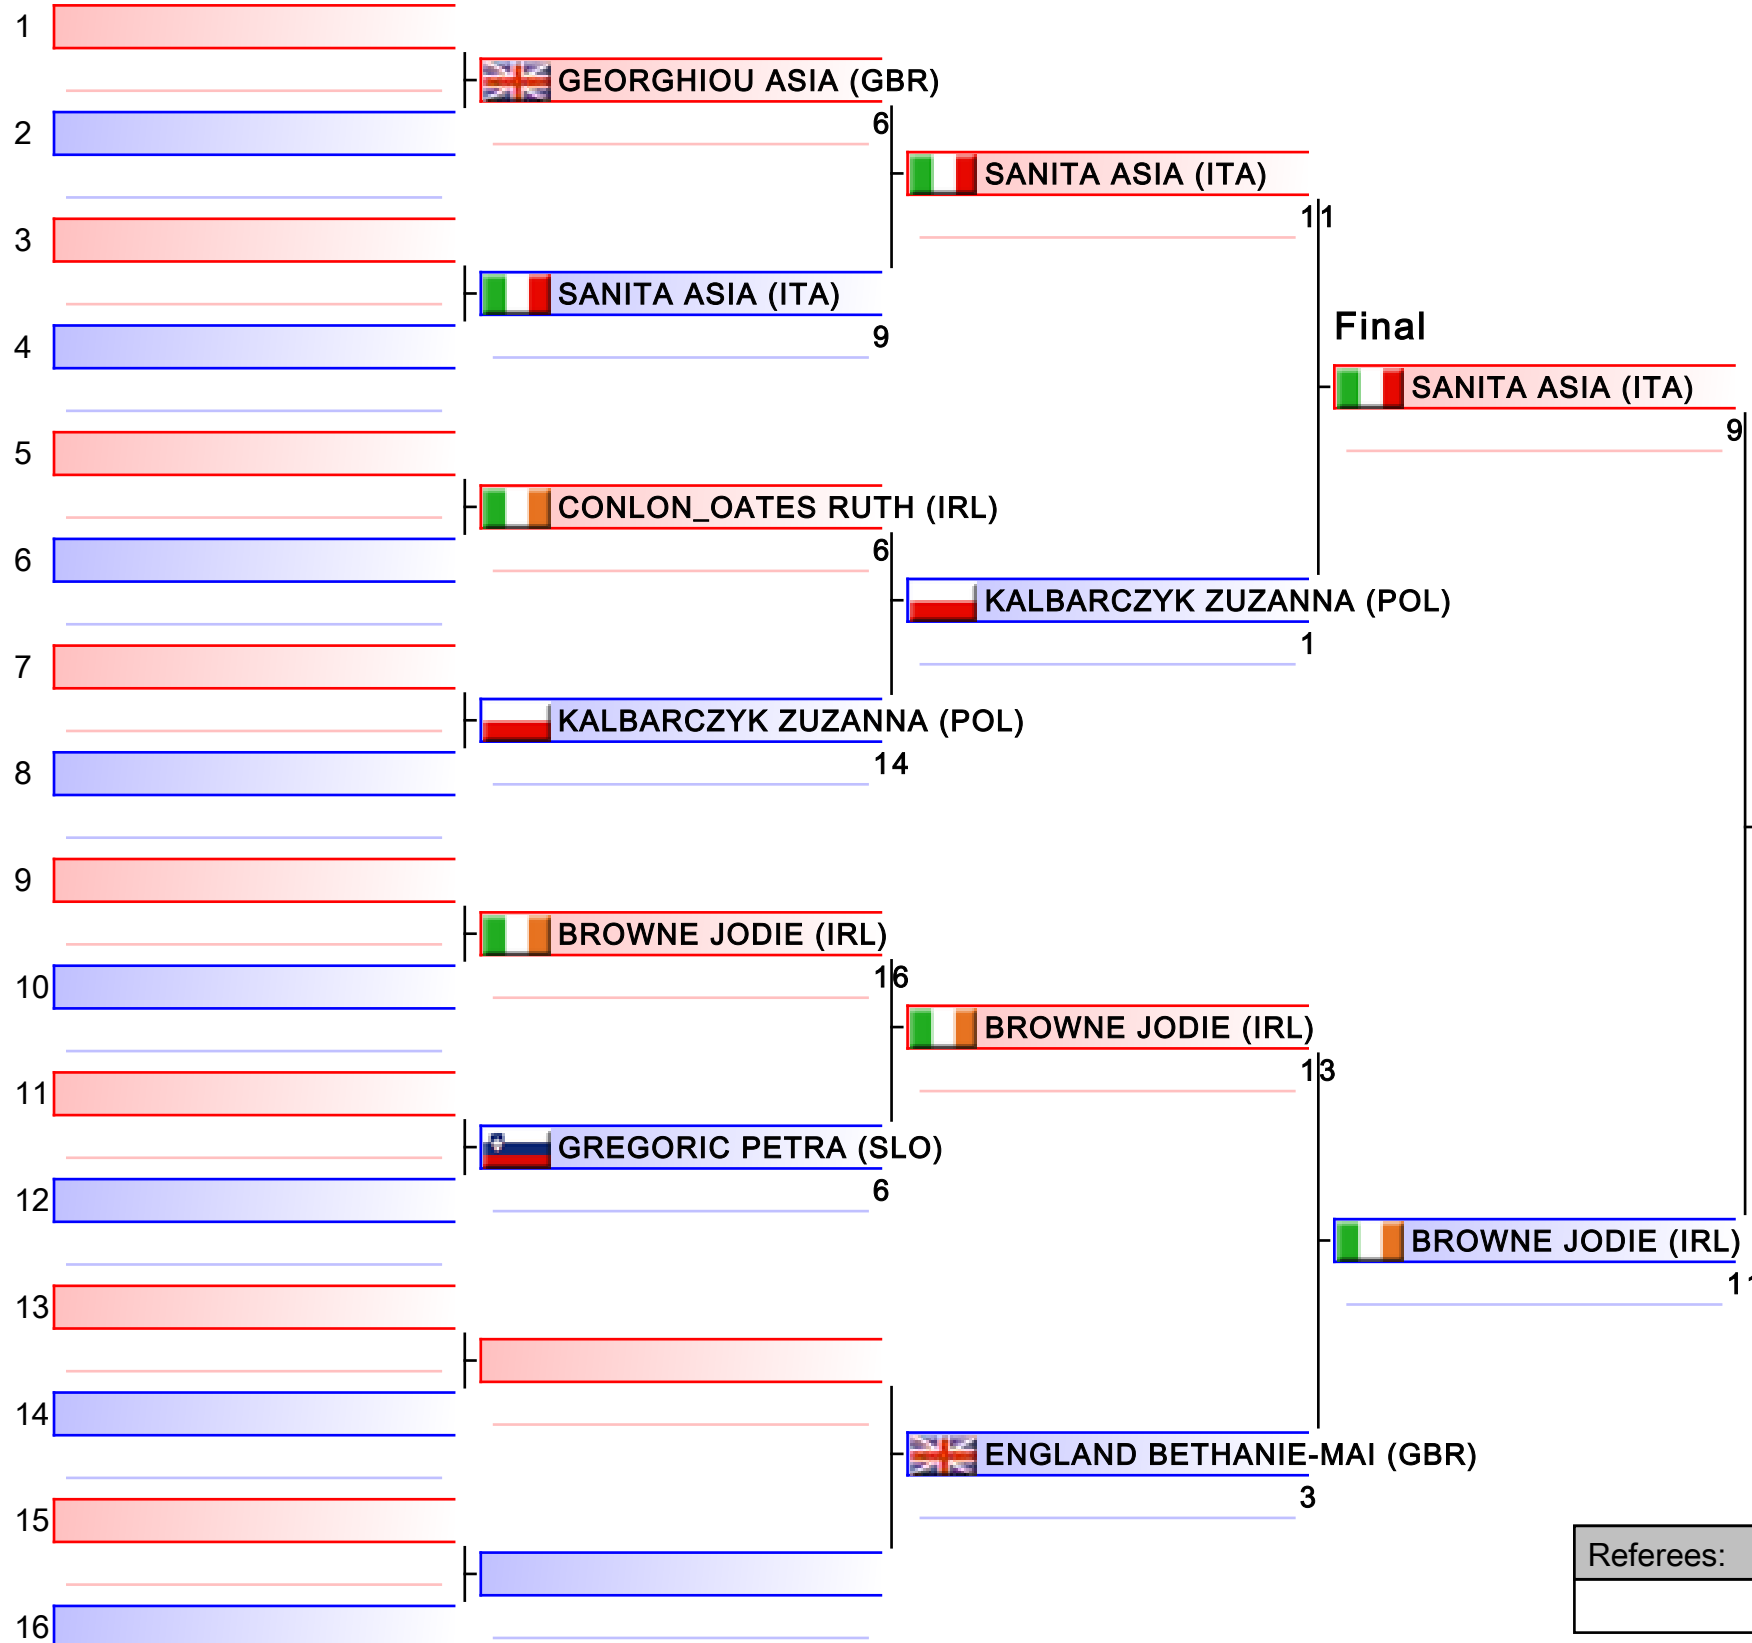 1
GEORGHIOU ASIA (GBR)
6
2
SANITA ASIA (ITA)
11
3
SANITA ASIA (ITA)
9
4
Final
SANITA ASIA (ITA)
9
5
CONLON_OATES RUTH (IRL)
6
6
KALBARCZYK ZUZANNA (POL)
1
7
KALBARCZYK ZUZANNA (POL)
14
8
9
BROWNE JODIE (IRL)
16
10
BROWNE JODIE (IRL)
13
11
GREGORIC PETRA (SLO)
6
12
BROWNE JODIE (IRL)
13
14
ENGLAND BETHANIE-MAI (GBR)
3
15
Referees:
16